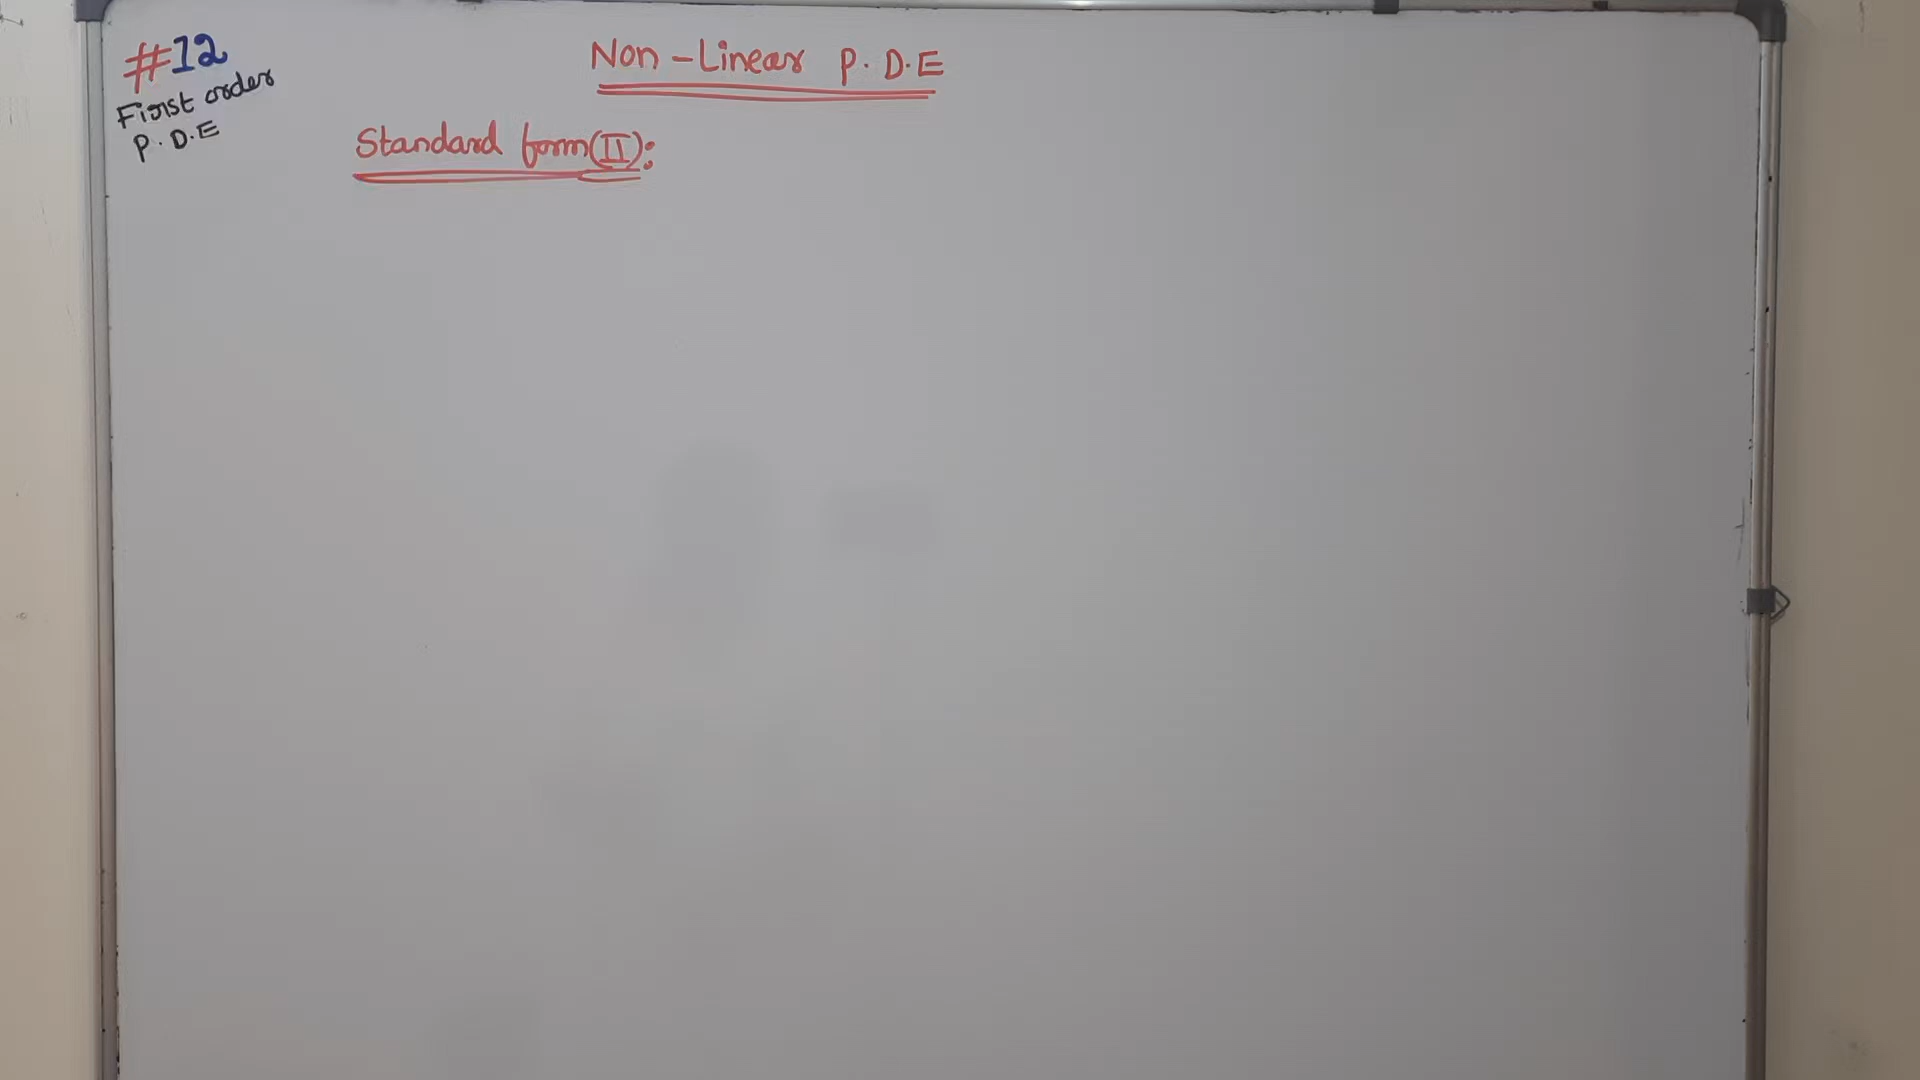 #12
First order
P.D.E
Non-Linear P.D.E
Standard form(II):